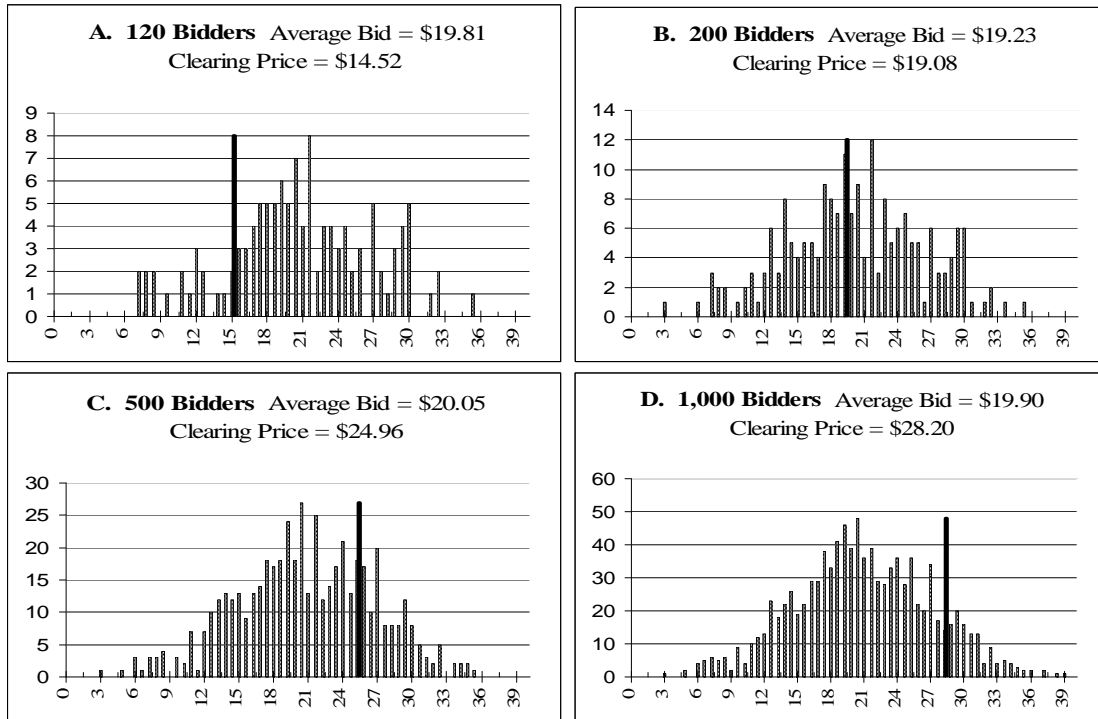 A. 120 Bidders Average Bid = $19.81
Clearing Price = $14.52
9
8
7
6
5
4
3
2
1
0
0 3 6 9 12 15 18 21 24 27 30 33 36 39
B. 200 Bidders Average Bid = $19.23
Clearing Price = $19.08
14
12
10
8
6
4
2
0
0 3 6 9 12 15 18 21 24 27 30 33 36 39
C. 500 Bidders Average Bid = $20.05
Clearing Price = $24.96
30
25
20
15
10
5
0
0 3 6 9 12 15 18 21 24 27 30 33 36 39
D. 1,000 Bidders Average Bid = $19.90
Clearing Price = $28.20
60
50
40
30
20
10
0
0 3 6 9 12 15 18 21 24 27 30 33 36 39